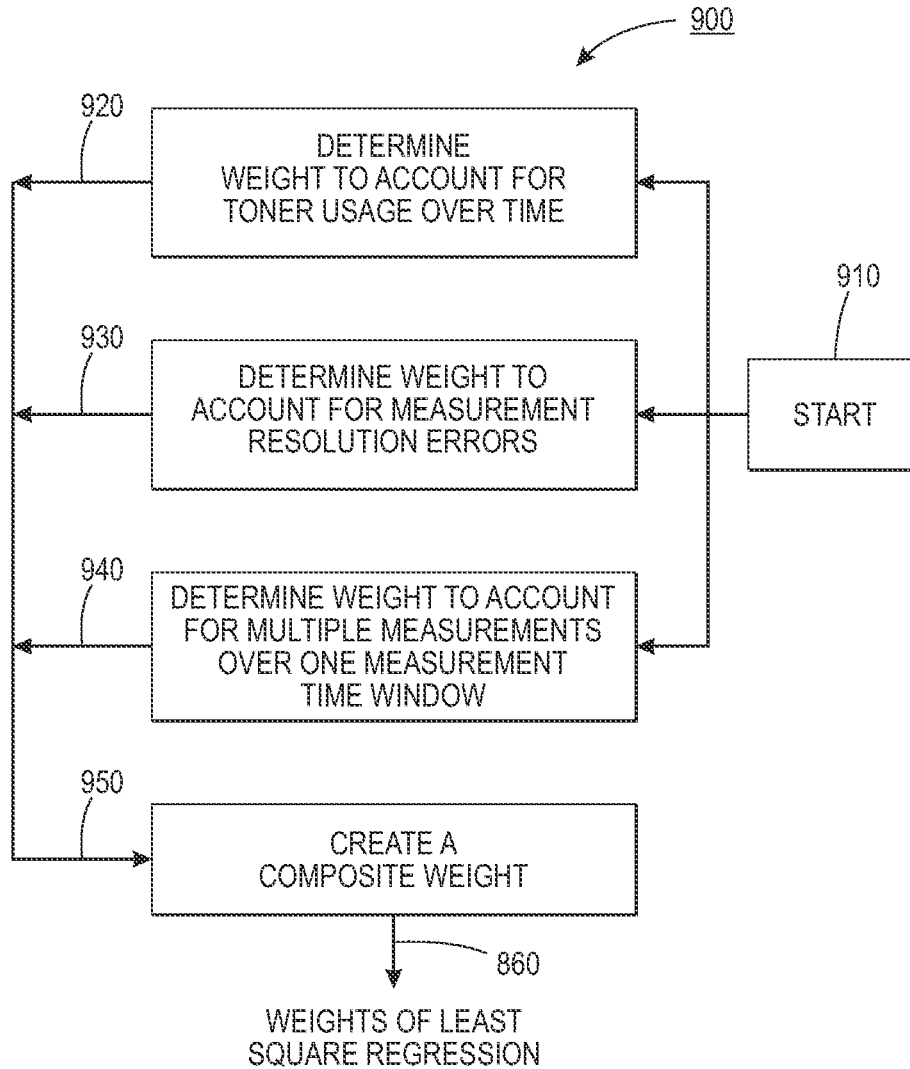 900
920
DETERMINE
WEIGHT TO ACCOUNT FOR
TONER USAGE OVER TIME
910
START
930
DETERMINE WEIGHT TO
ACCOUNT FOR MEASUREMENT
RESOLUTION ERRORS
940
DETERMINE WEIGHT TO ACCOUNT
FOR MULTIPLE MEASUREMENTS
OVER ONE MEASUREMENT
TIME WINDOW
950
CREATE A
COMPOSITE WEIGHT
860
WEIGHTS OF LEAST
SQUARE REGRESSION